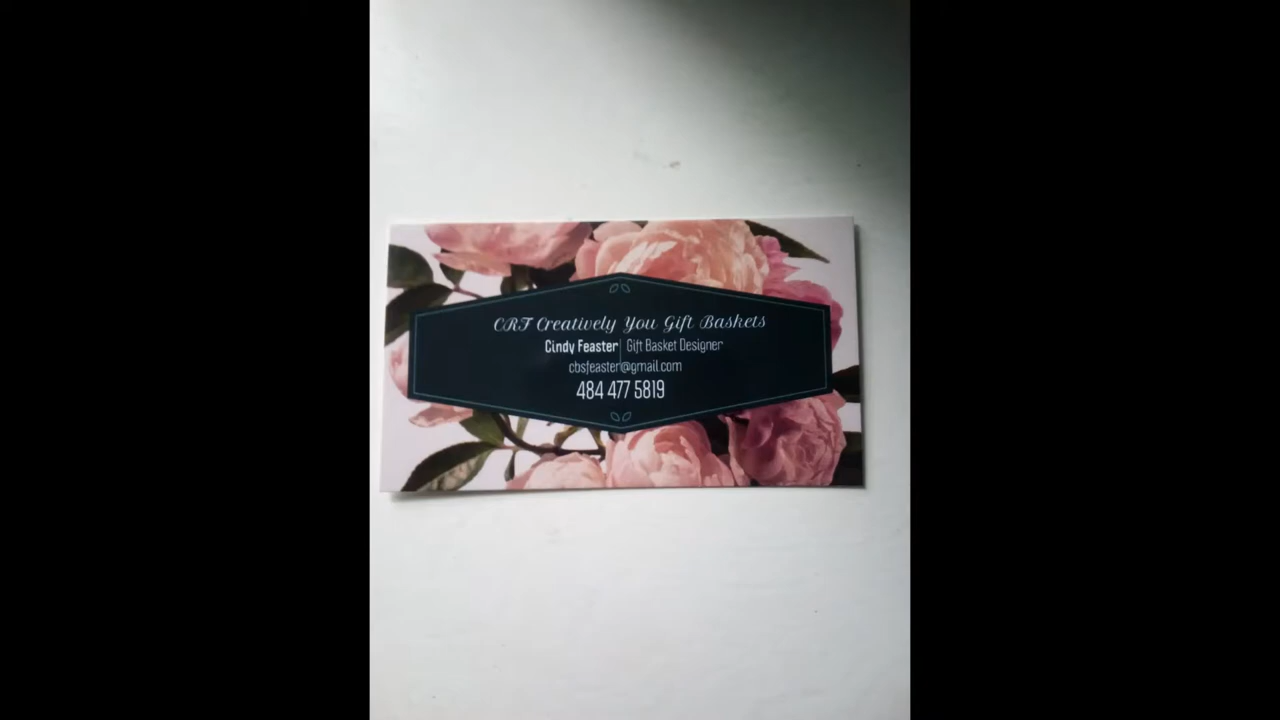 CRF Creatively You Gift Baskets
Cindy Feaster | Gift Basket Designer
cbsfeaster@gmail.com
484 477 5819